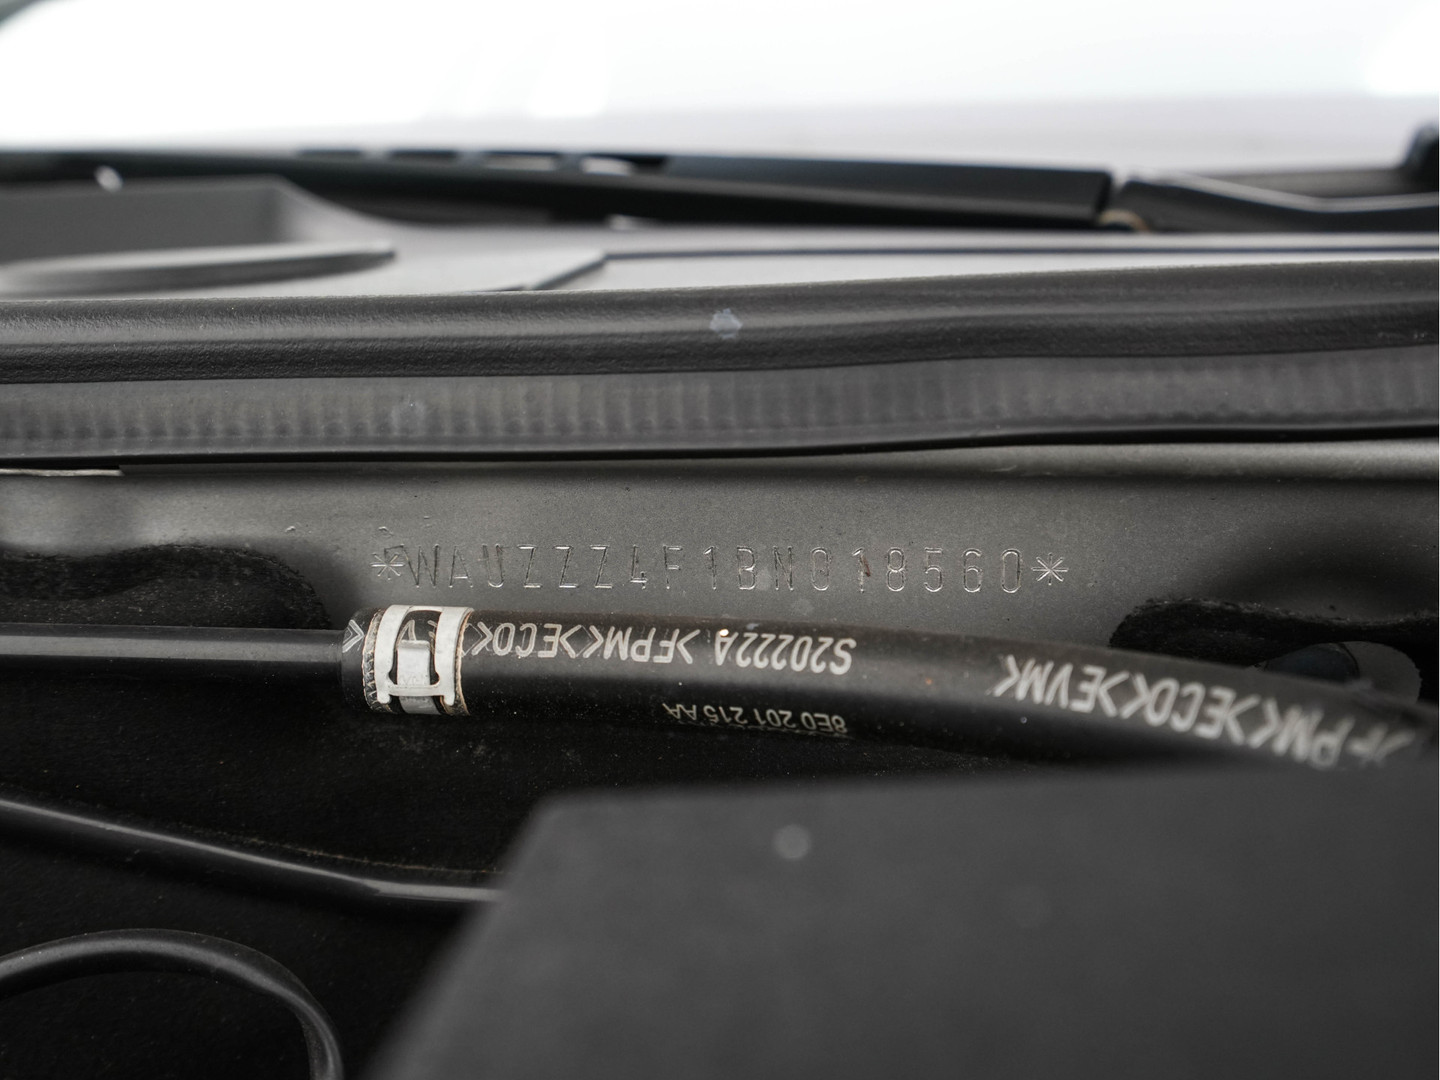 *WAUZZZ4F1BN018560*
>ECO<>FPM< S20222A
8E0 201 215 AA
>FPM<>ECO<>EVM<